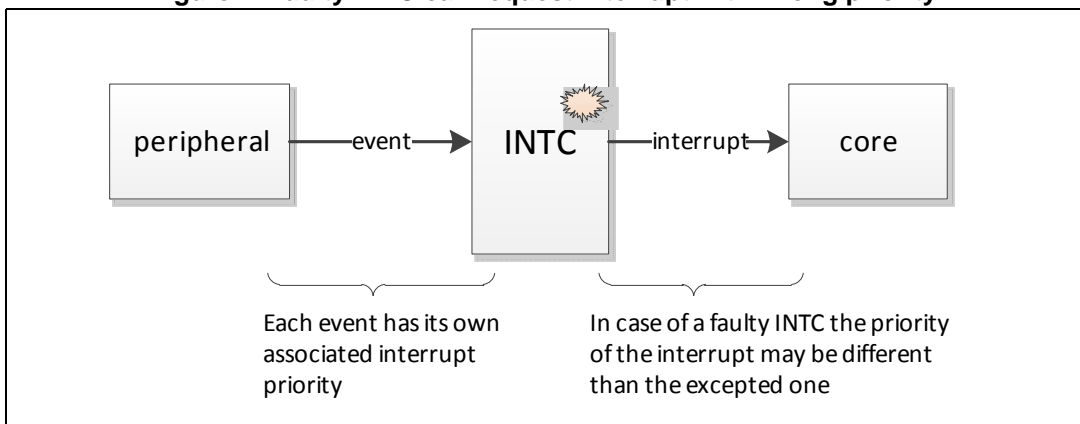 peripheral
event
INTC
interrupt
core
Each event has its own
associated interrupt
priority
In case of a faulty INTC the priority
of the interrupt may be different
than the excepted one